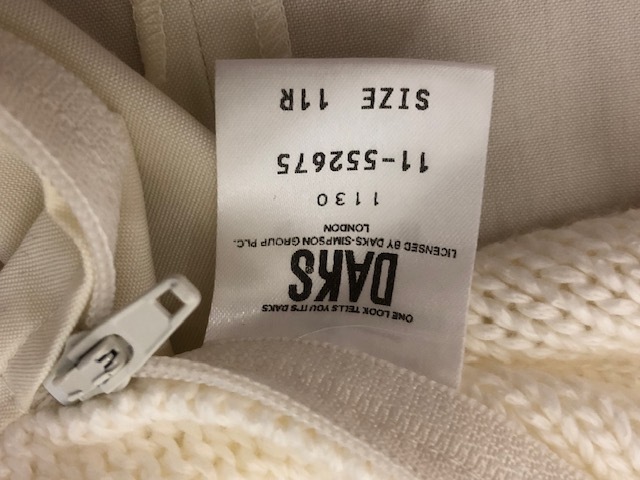 ONE LOOK TELLS YOU IT'S DAKS
DAKS
LICENSED BY DAKS-SIMPSON GROUP PLC.
LONDON
1130
11-552675
SIZE 11R